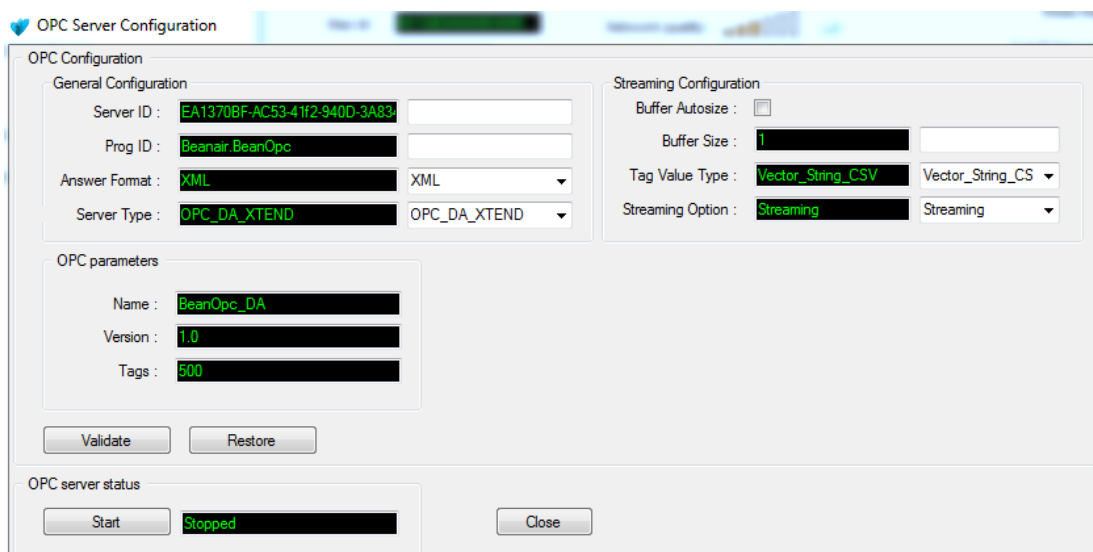 OPC Server Configuration
OPC Configuration
General Configuration
Server ID : EA1370BF-AC53-41f2-940D-3A834
Prog ID : Beanair.BeanOpc
Answer Format : XML XML
Server Type : OPC_DA_XTEND OPC_DA_XTEND
Streaming Configuration
Buffer Autosize :
Buffer Size : 1
Tag Value Type : Vector_String_CSV Vector_String_CS
Streaming Option : Streaming Streaming
OPC parameters
Name : BeanOpc_DA
Version : 1.0
Tags : 500
Validate Restore
OPC server status
Start Stopped Close